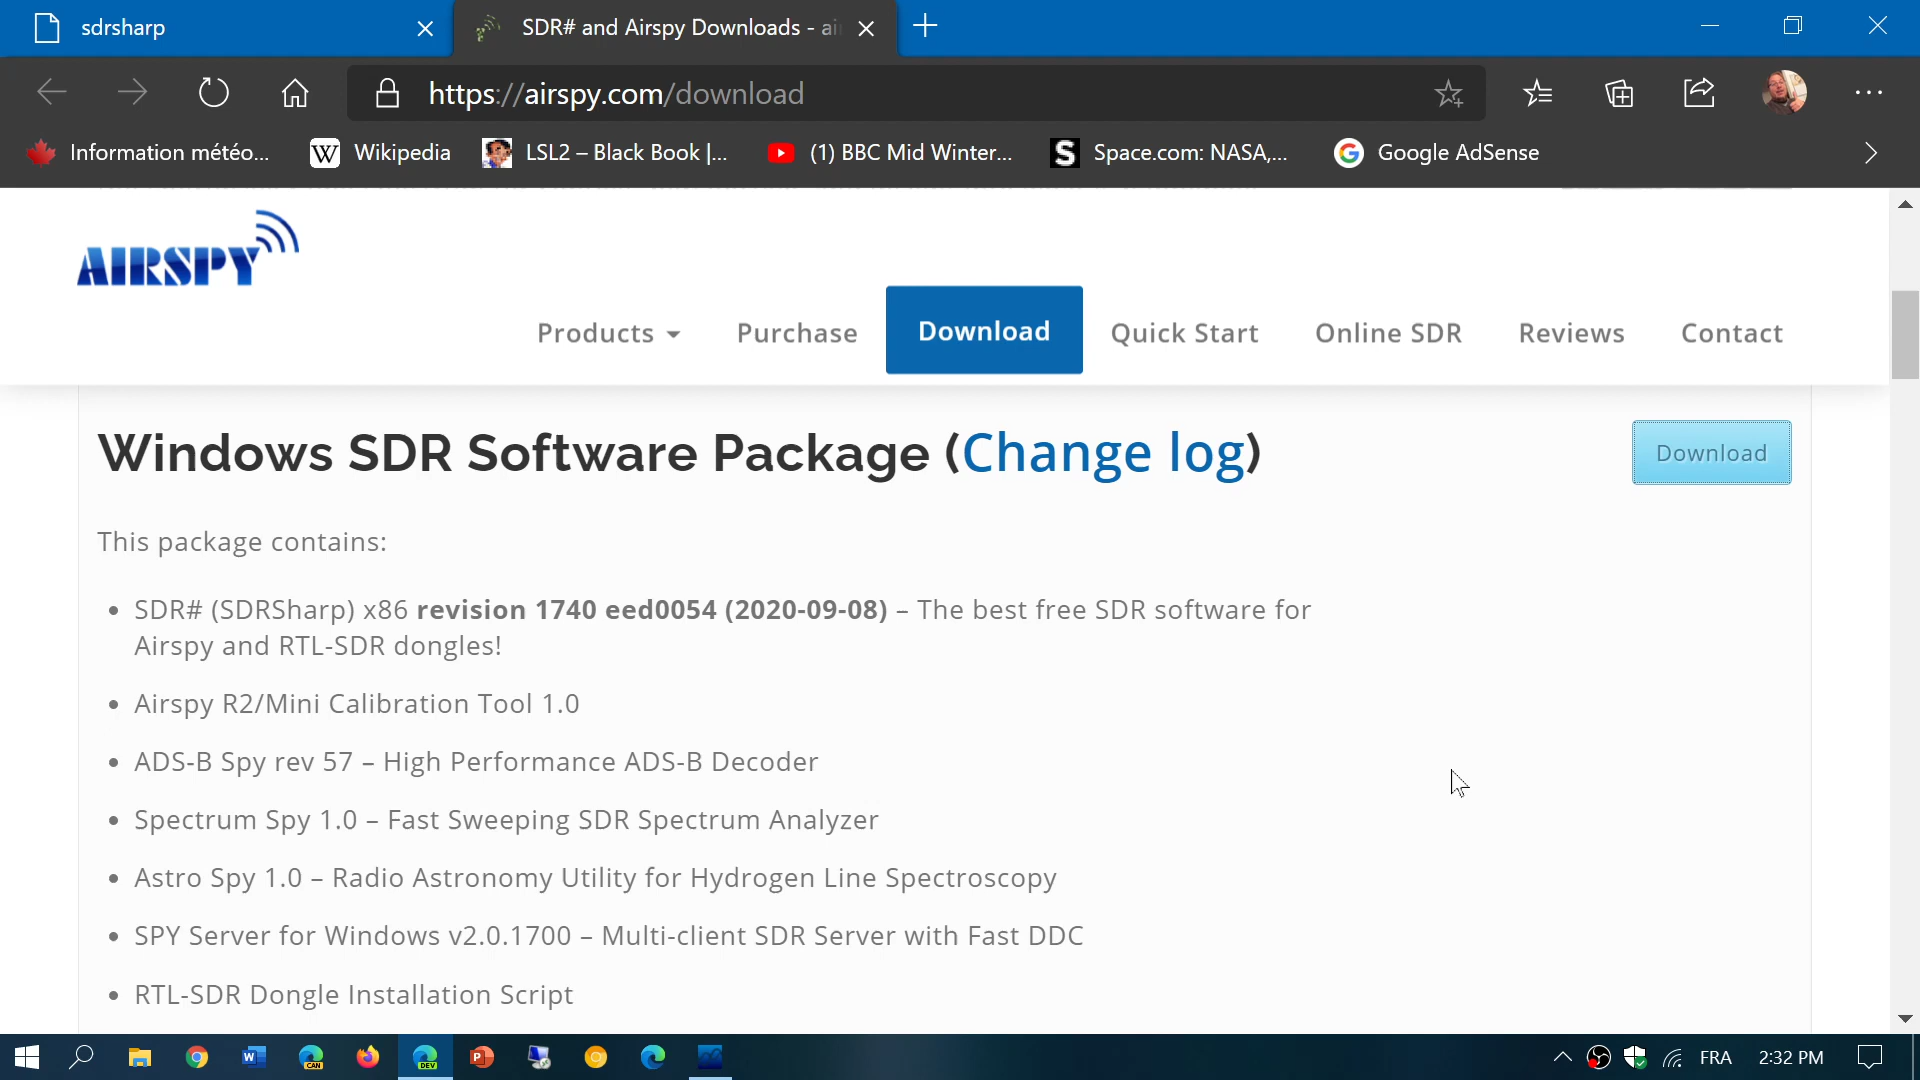 sdrsharp
SDR# and Airspy Downloads - ai
https://airspy.com/download
Information météo...
Wikipedia
LSL2 – Black Book |...
(1) BBC Mid Winter...
Space.com: NASA,...
Google AdSense
AIRSPY
Products
Purchase
Download
Quick Start
Online SDR
Reviews
Contact
Windows SDR Software Package (Change log)
Download
This package contains:
• SDR# (SDRSharp) x86 revision 1740 eed0054 (2020-09-08) – The best free SDR software for
Airspy and RTL-SDR dongles!
• Airspy R2/Mini Calibration Tool 1.0
• ADS-B Spy rev 57 – High Performance ADS-B Decoder
• Spectrum Spy 1.0 – Fast Sweeping SDR Spectrum Analyzer
• Astro Spy 1.0 – Radio Astronomy Utility for Hydrogen Line Spectroscopy
• SPY Server for Windows v2.0.1700 – Multi-client SDR Server with Fast DDC
• RTL-SDR Dongle Installation Script
CAN
DEV
FRA
2:32 PM